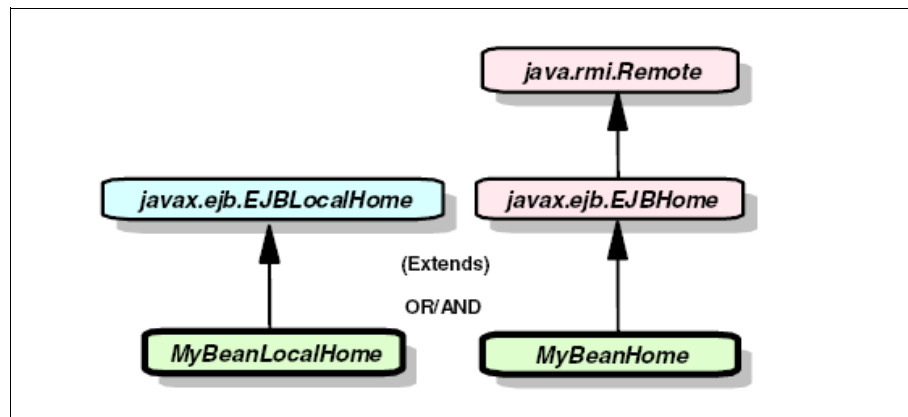 java.rmi.Remote
javax.ejb.EJBLocalHome
javax.ejb.EJBHome
(Extends)
OR/AND
MyBeanLocalHome
MyBeanHome